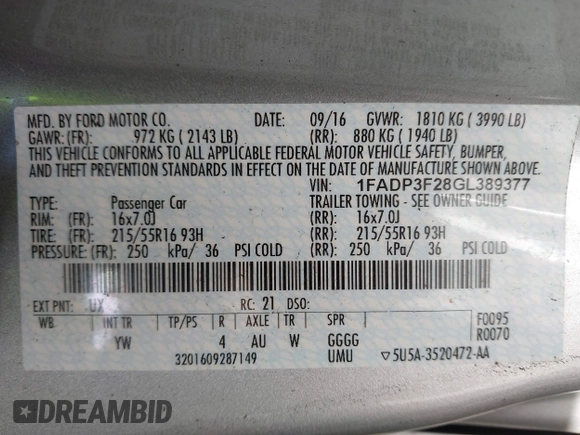 MFD. BY FORD MOTOR CO. DATE: 09/16 GVWR: 1810 KG ( 3990 LB)
GAWR: (FR): 972 KG ( 2143 LB) (RR): 880 KG ( 1940 LB)
THIS VEHICLE CONFORMS TO ALL APPLICABLE FEDERAL MOTOR VEHICLE SAFETY, BUMPER,
AND THEFT PREVENTION STANDARDS IN EFFECT ON THE DATE OF MANUFACTURE SHOWN ABOVE.
VIN: 1FADP3F28GL389377
TYPE: Passenger Car TRAILER TOWING - SEE OWNER GUIDE
RIM: (FR): 16x7.0J (RR): 16x7.0J
TIRE: (FR): 215/55R16 93H (RR): 215/55R16 93H
PRESSURE: (FR): 250 kPa/ 36 PSI COLD (RR): 250 kPa/ 36 PSI COLD
EXT PNT: UX RC: 21 DSO:
WB INT TR TP/PS R AXLE TR SPR F0095
YW 4 AU W GGGG R0070
3201609287149 UMU ▽5U5A-3520472-AA
DREAMBID